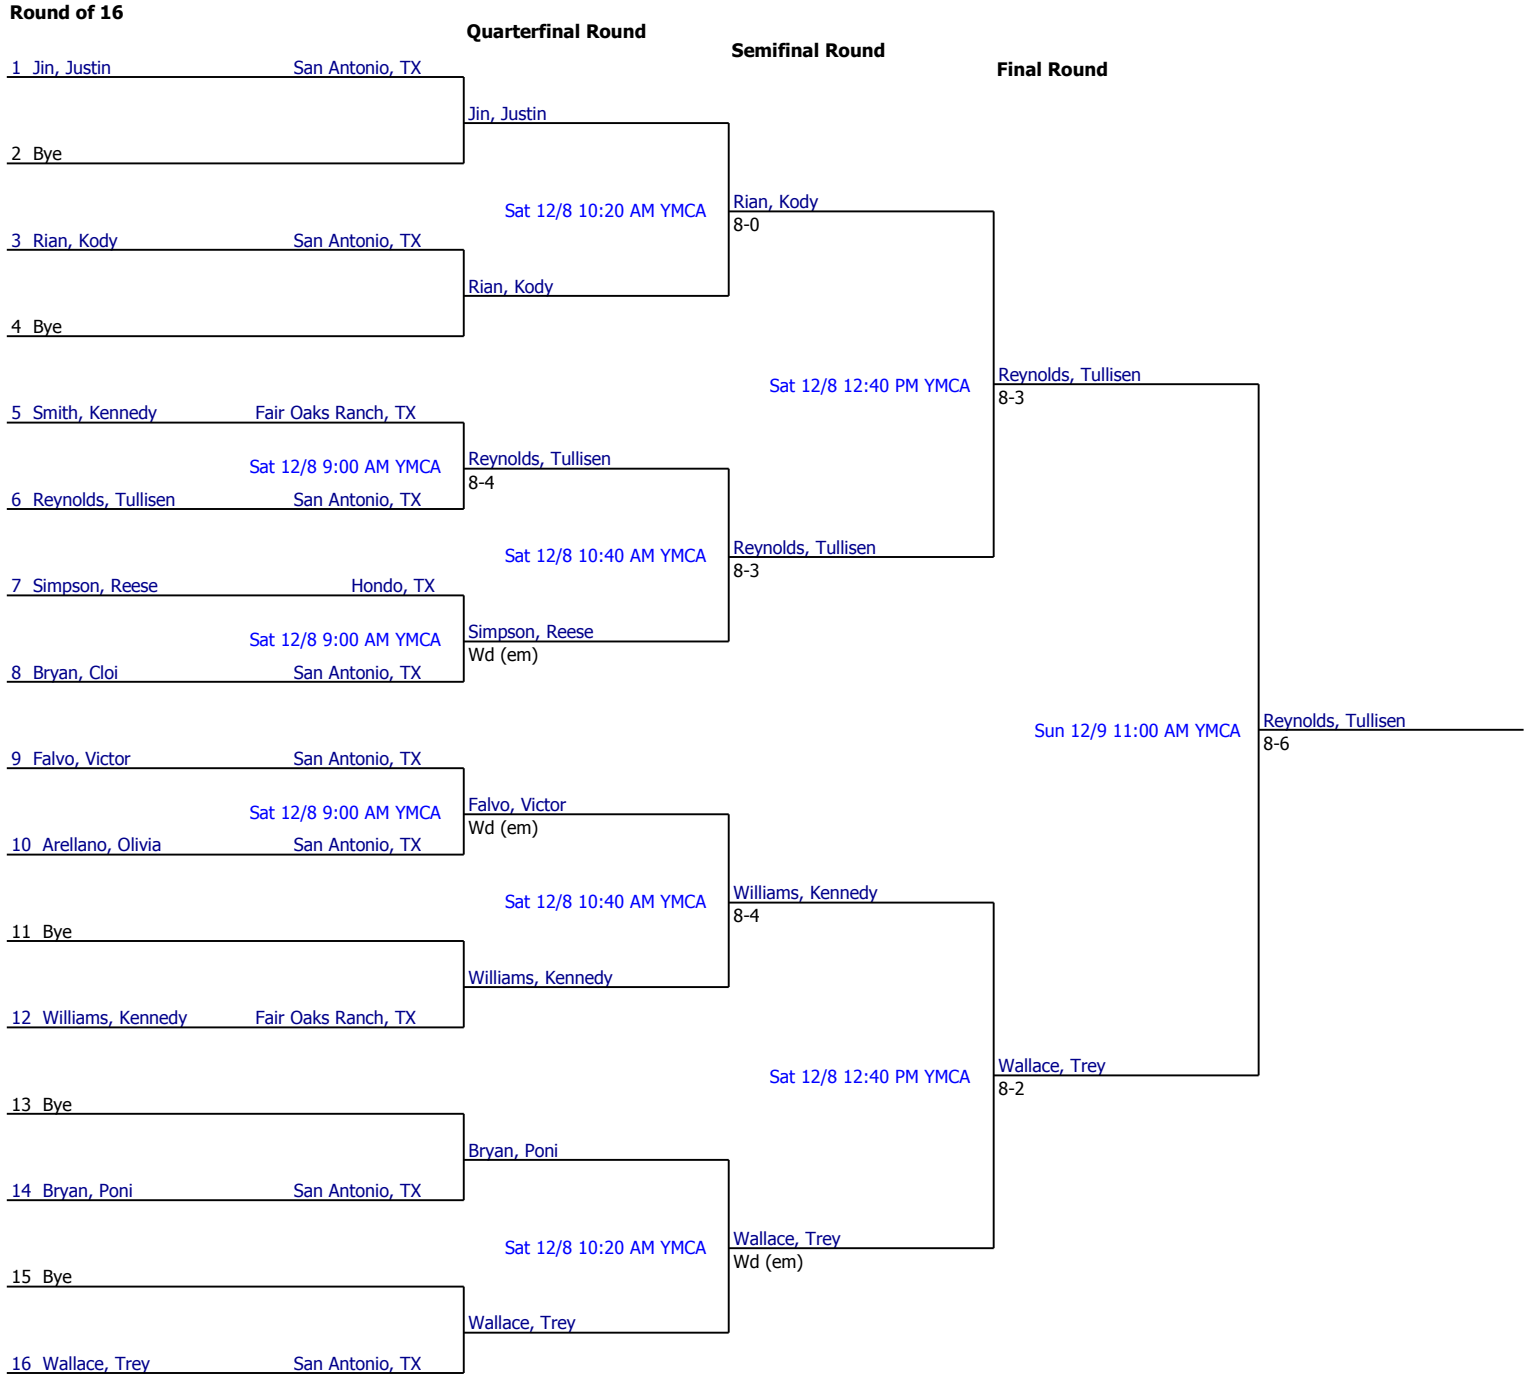 Round of 16
Quarterfinal Round
Semifinal Round
Final Round
1 Jin, Justin San Antonio, TX
Jin, Justin
2 Bye
Sat 12/8 10:20 AM YMCA
Rian, Kody
8-0
3 Rian, Kody San Antonio, TX
Rian, Kody
4 Bye
Sat 12/8 12:40 PM YMCA
Reynolds, Tullisen
8-3
5 Smith, Kennedy Fair Oaks Ranch, TX
Sat 12/8 9:00 AM YMCA
Reynolds, Tullisen
8-4
6 Reynolds, Tullisen San Antonio, TX
Sat 12/8 10:40 AM YMCA
Reynolds, Tullisen
8-3
7 Simpson, Reese Hondo, TX
Sat 12/8 9:00 AM YMCA
Simpson, Reese
Wd (em)
8 Bryan, Cloi San Antonio, TX
Sun 12/9 11:00 AM YMCA
Reynolds, Tullisen
8-6
9 Falvo, Victor San Antonio, TX
Sat 12/8 9:00 AM YMCA
Falvo, Victor
Wd (em)
10 Arellano, Olivia San Antonio, TX
Sat 12/8 10:40 AM YMCA
Williams, Kennedy
8-4
11 Bye
Williams, Kennedy
12 Williams, Kennedy Fair Oaks Ranch, TX
Sat 12/8 12:40 PM YMCA
Wallace, Trey
8-2
13 Bye
Bryan, Poni
14 Bryan, Poni San Antonio, TX
Sat 12/8 10:20 AM YMCA
Wallace, Trey
Wd (em)
15 Bye
Wallace, Trey
16 Wallace, Trey San Antonio, TX